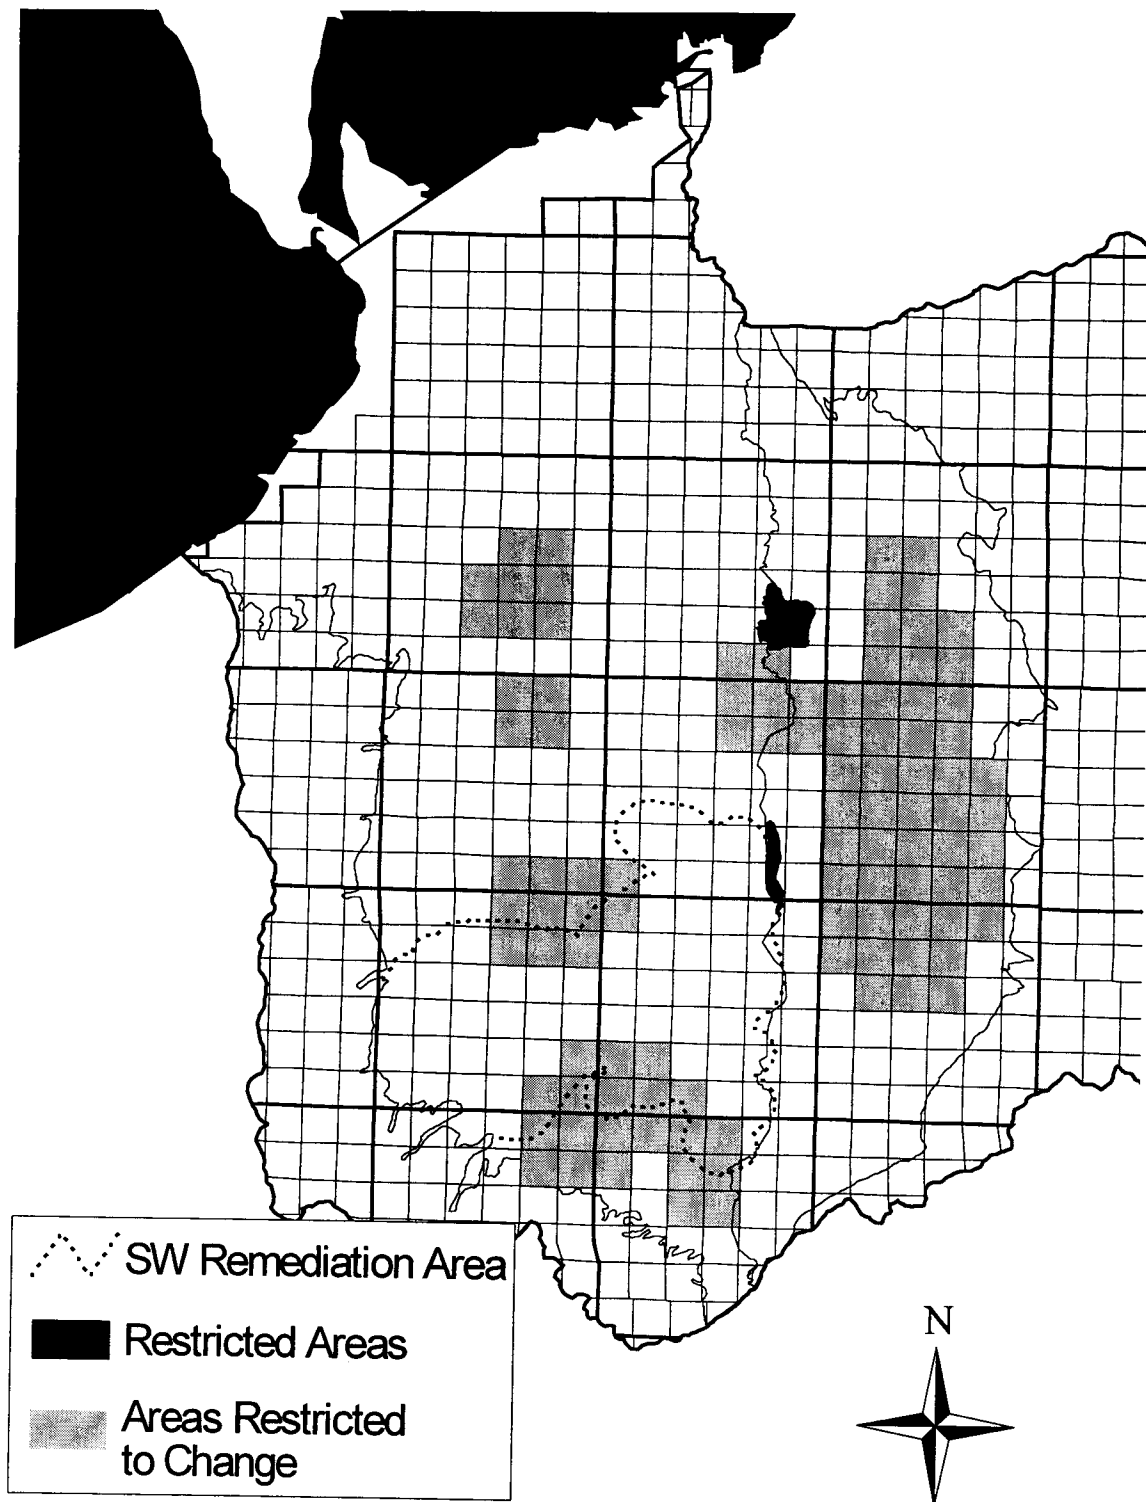 SW Remediation Area
Restricted Areas
Areas Restricted
to Change
N